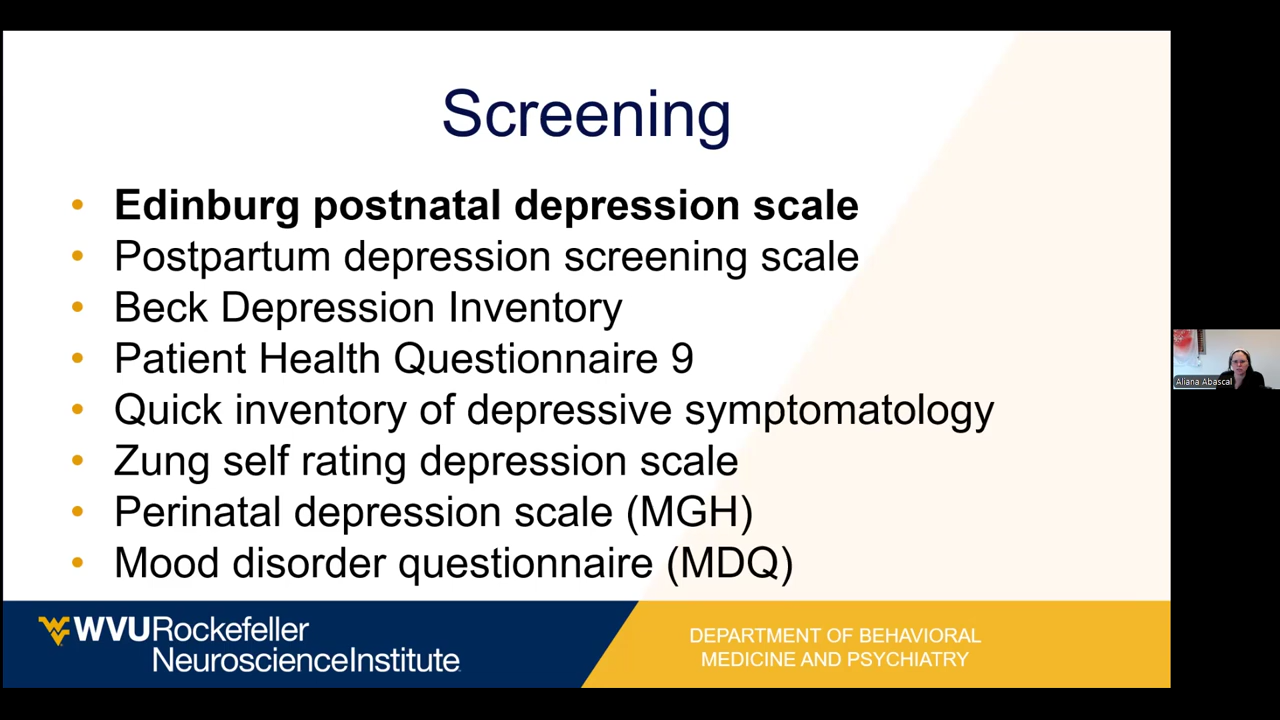 Screening
• Edinburg postnatal depression scale
• Postpartum depression screening scale
• Beck Depression Inventory
• Patient Health Questionnaire 9
• Quick inventory of depressive symptomatology
• Zung self rating depression scale
• Perinatal depression scale (MGH)
• Mood disorder questionnaire (MDQ)
WVURockefeller
NeuroscienceInstitute
DEPARTMENT OF BEHAVIORAL
MEDICINE AND PSYCHIATRY
Aliana Abascal